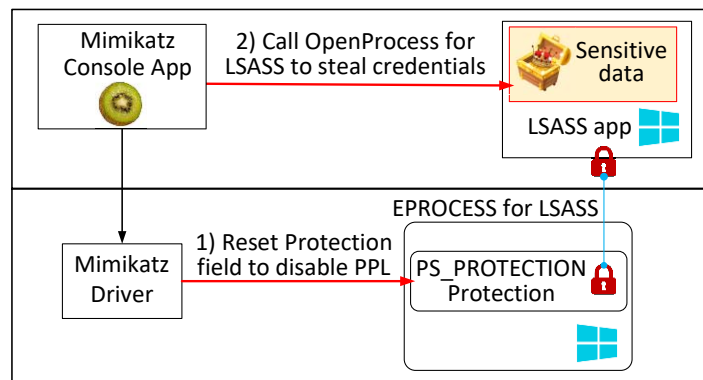 Mimikatz
Console App
2) Call OpenProcess for
LSASS to steal credentials
Sensitive
data
LSASS app
EPROCESS for LSASS
Mimikatz
Driver
1) Reset Protection
field to disable PPL
PS_PROTECTION
Protection